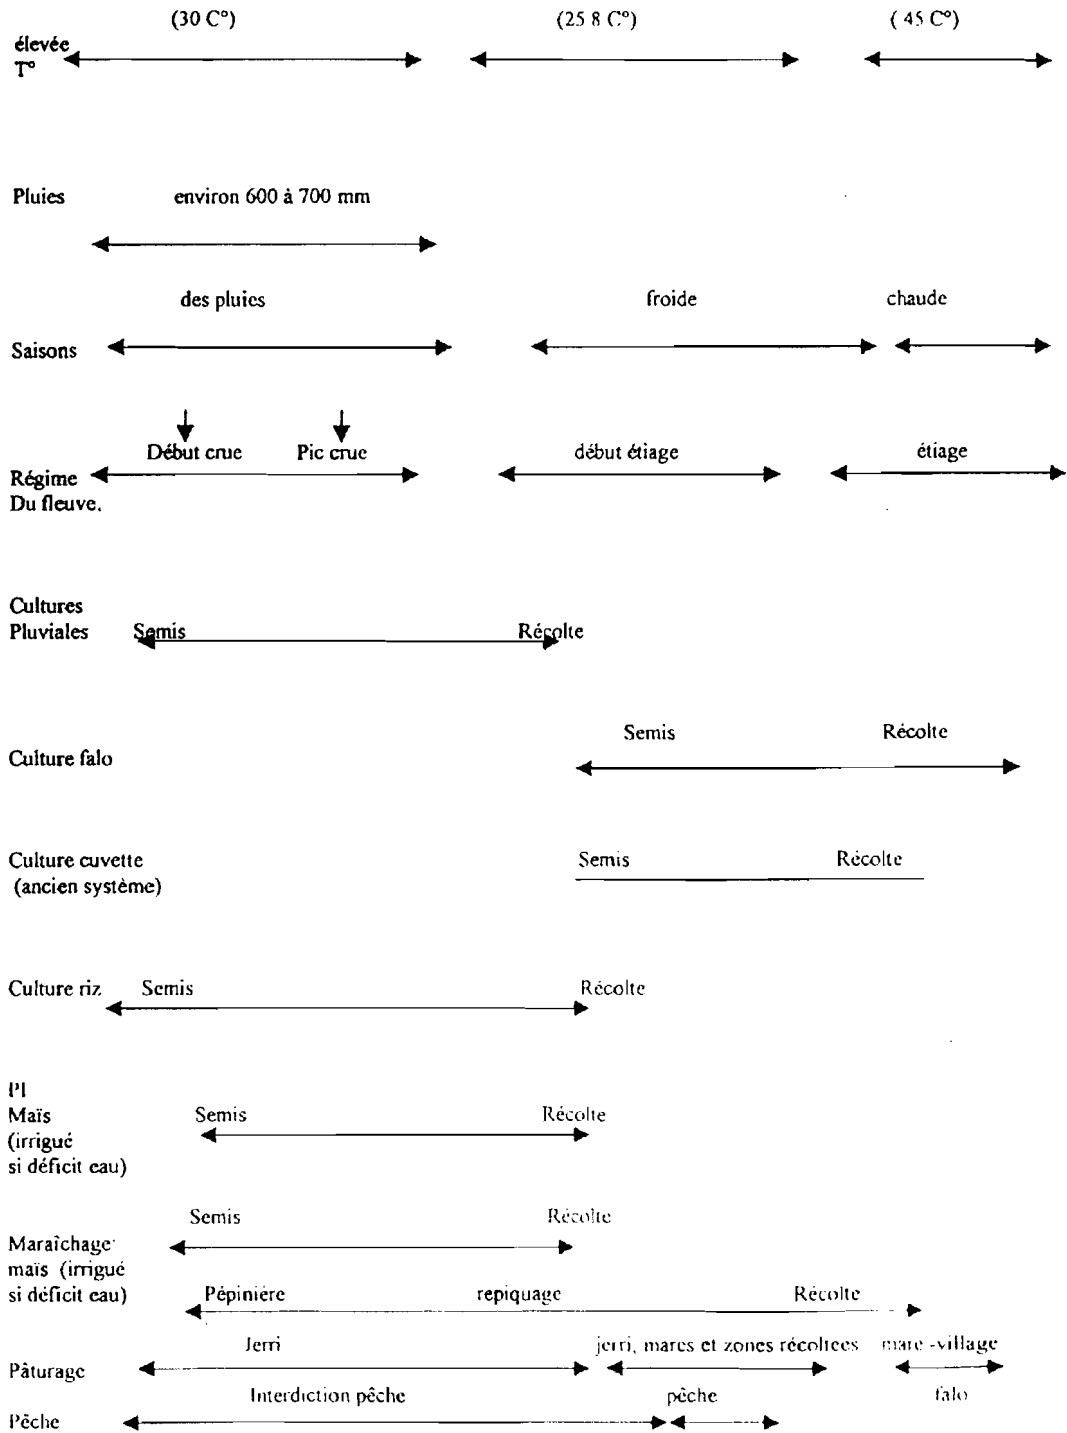 (30 C°) (25 8 C°) ( 45 C°)
élevée
T°
Pluies environ 600 à 700 mm
des pluies froide chaude
Saisons
Début crue Pic crue début étiage étiage
Régime
Du fleuve.
Cultures
Pluviales Semis Récolte
Semis Récolte
Culture falo
Culture cuvette Semis Récolte
(ancien système)
Culture riz Semis Récolte
PI
Maïs Semis Récolte
(irrigué
si déficit eau)
Semis Récolte
Maraîchage
maïs (irrigué
si déficit eau) Pépinière repiquage Récolte
Jerri jerri, mares et zones récoltees mare -village
Pâturage
Interdiction pêche pêche falo
Pêche